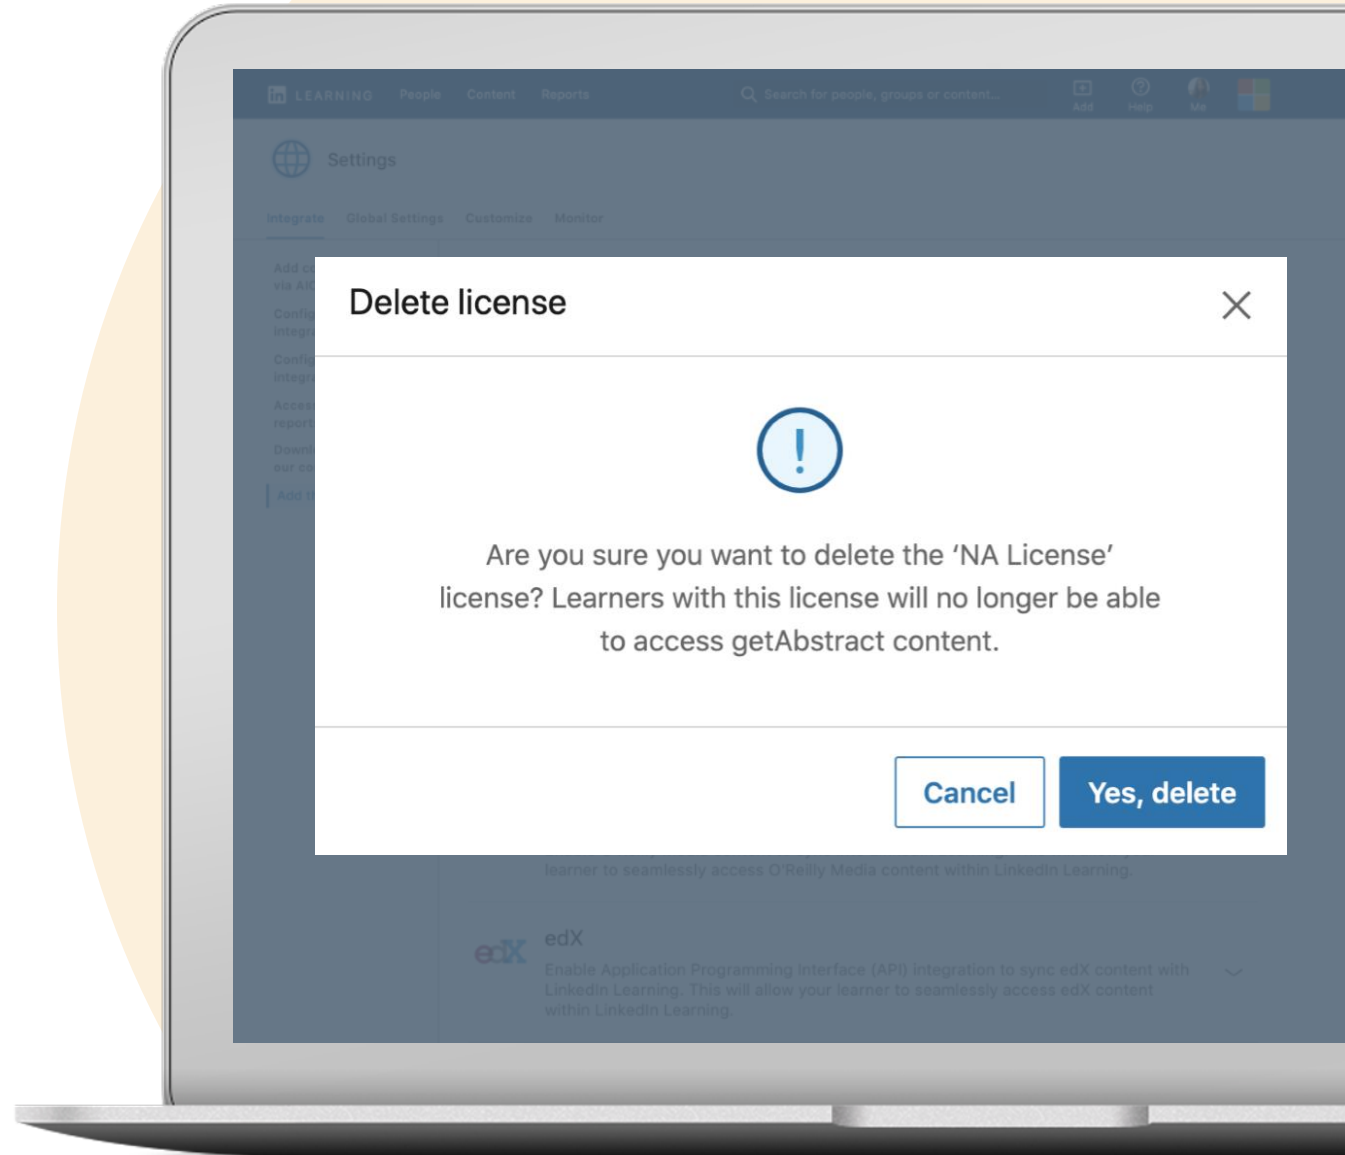 in LEARNING People Content Reports Search for people, groups or content... Add Help Me
Settings
Integrate Global Settings Customize Monitor
Add
via
Delete license
Are you sure you want to delete the ‘NA License’
license? Learners with this license will no longer be able
to access getAbstract content.
Cancel Yes, delete
learner to seamlessly access O'Reilly Media content within LinkedIn Learning.
edX edX
Enable Application Programming Interface (API) integration to sync edX content with
LinkedIn Learning. This will allow your learner to seamlessly access edX content
within LinkedIn Learning.